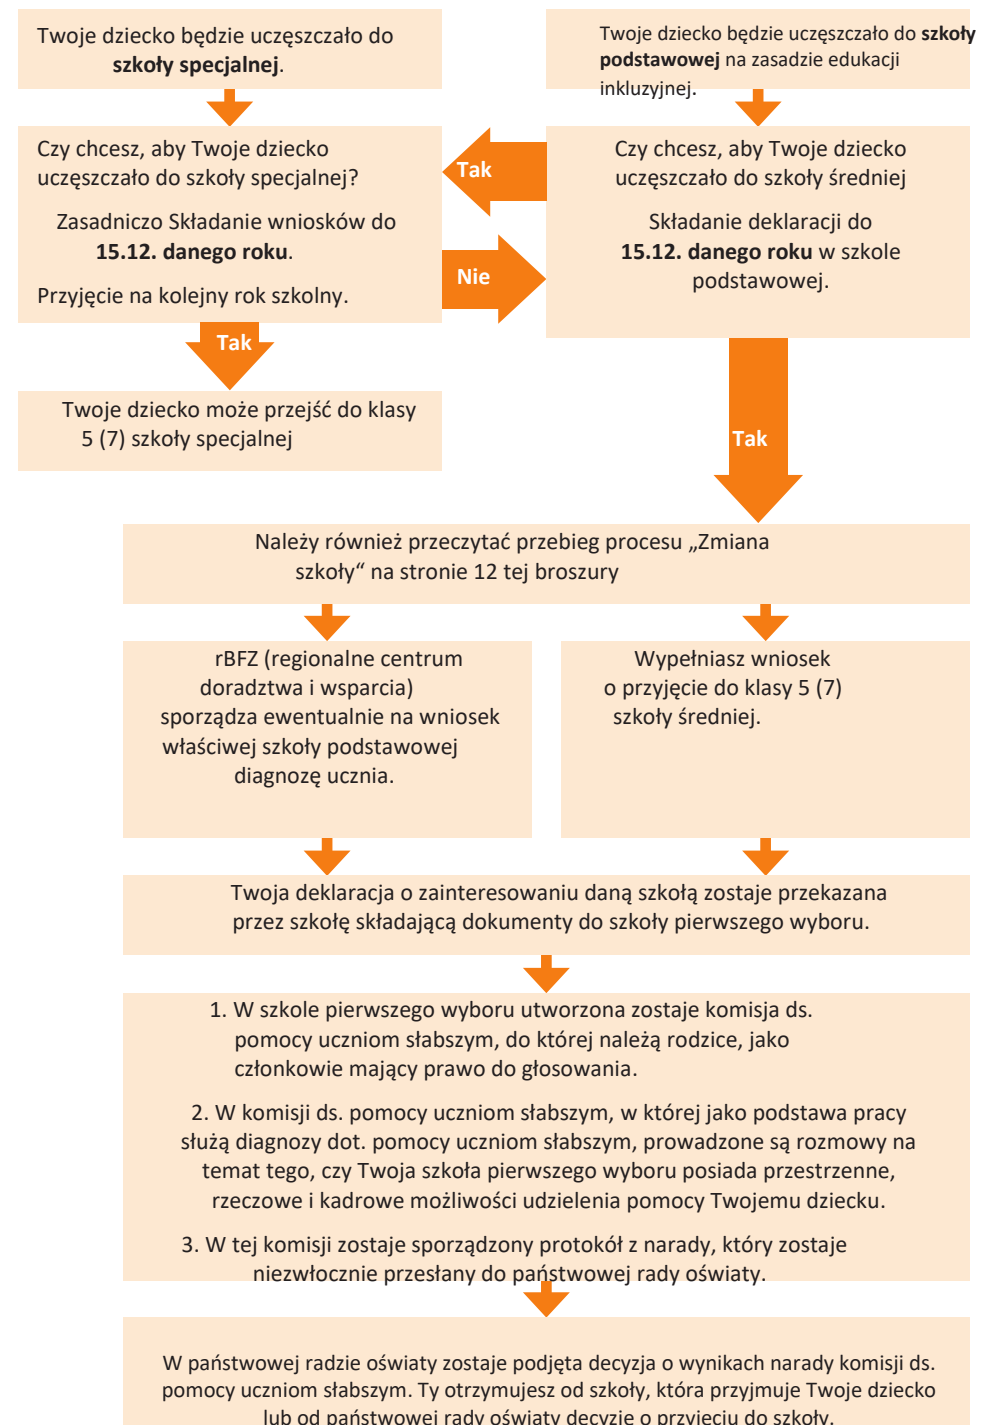 Twoje dziecko będzie uczęszczało do
szkoły specjalnej.
Twoje dziecko będzie uczęszczało do szkoły
podstawowej na zasadzie edukacji
inkluzyjnej.
Czy chcesz, aby Twoje dziecko
uczęszczało do szkoły specjalnej?
Zasadniczo Składanie wniosków do
15.12. danego roku.
Przyjęcie na kolejny rok szkolny.
Tak
Nie
Czy chcesz, aby Twoje dziecko
uczęszczało do szkoły średniej
Składanie deklaracji do
15.12. danego roku w szkole
podstawowej.
Tak
Twoje dziecko może przejść do klasy
5 (7) szkoły specjalnej
Tak
Należy również przeczytać przebieg procesu „Zmiana
szkoły“ na stronie 12 tej broszury
rBFZ (regionalne centrum
doradztwa i wsparcia)
sporządza ewentualnie na wniosek
właściwej szkoły podstawowej
diagnozę ucznia.
Wypełniasz wniosek
o przyjęcie do klasy 5 (7)
szkoły średniej.
Twoja deklaracja o zainteresowaniu daną szkołą zostaje przekazana
przez szkołę składającą dokumenty do szkoły pierwszego wyboru.
1. W szkole pierwszego wyboru utworzona zostaje komisja ds.
pomocy uczniom słabszym, do której należą rodzice, jako
członkowie mający prawo do głosowania.
2. W komisji ds. pomocy uczniom słabszym, w której jako podstawa pracy
służą diagnozy dot. pomocy uczniom słabszym, prowadzone są rozmowy na
temat tego, czy Twoja szkoła pierwszego wyboru posiada przestrzenne,
rzeczowe i kadrowe możliwości udzielenia pomocy Twojemu dziecku.
3. W tej komisji zostaje sporządzony protokół z narady, który zostaje
niezwłocznie przesłany do państwowej rady oświaty.
W państwowej radzie oświaty zostaje podjęta decyzja o wynikach narady komisji ds.
pomocy uczniom słabszym. Ty otrzymujesz od szkoły, która przyjmuje Twoje dziecko
lub od państwowej rady oświaty decyzję o przyjęciu do szkoły.